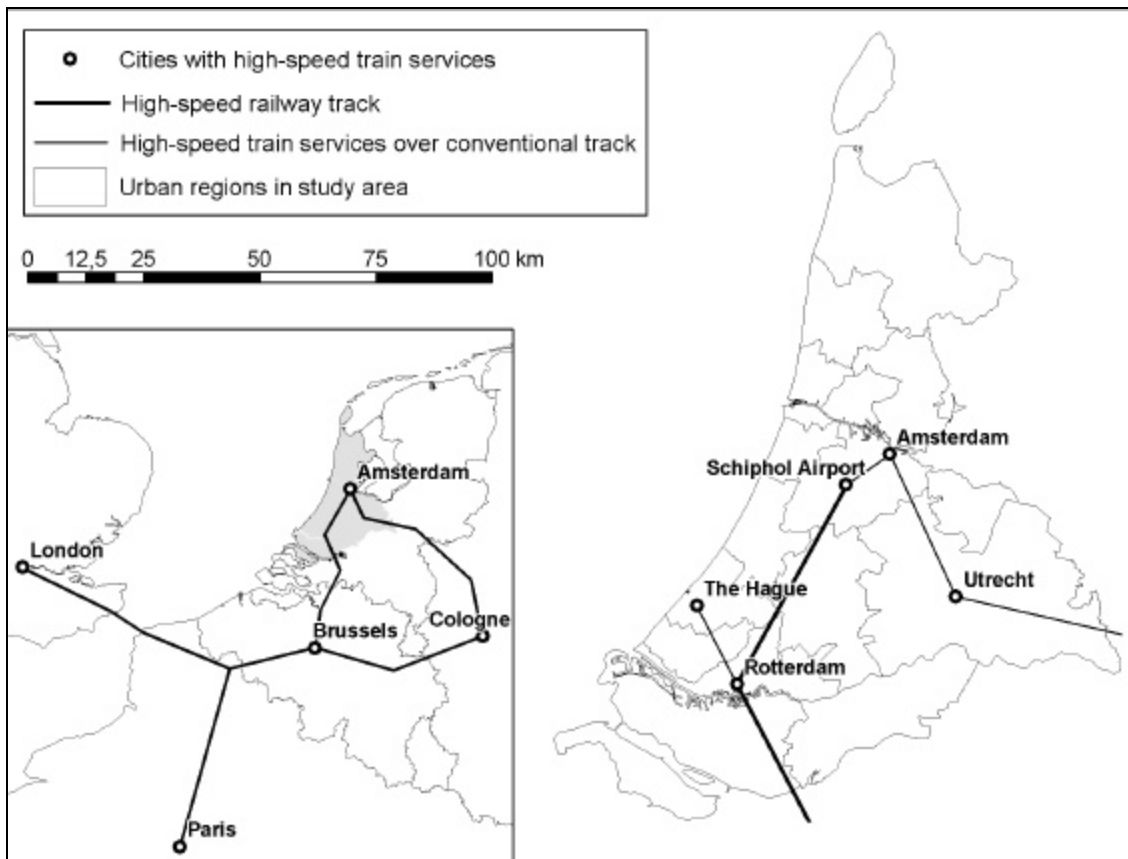 Cities with high-speed train services
High-speed railway track
High-speed train services over conventional track
Urban regions in study area
0 12,5 25 50 75 100 km
Amsterdam
London
Brussels
Cologne
Paris
Amsterdam
Schiphol Airport
The Hague
Utrecht
Rotterdam